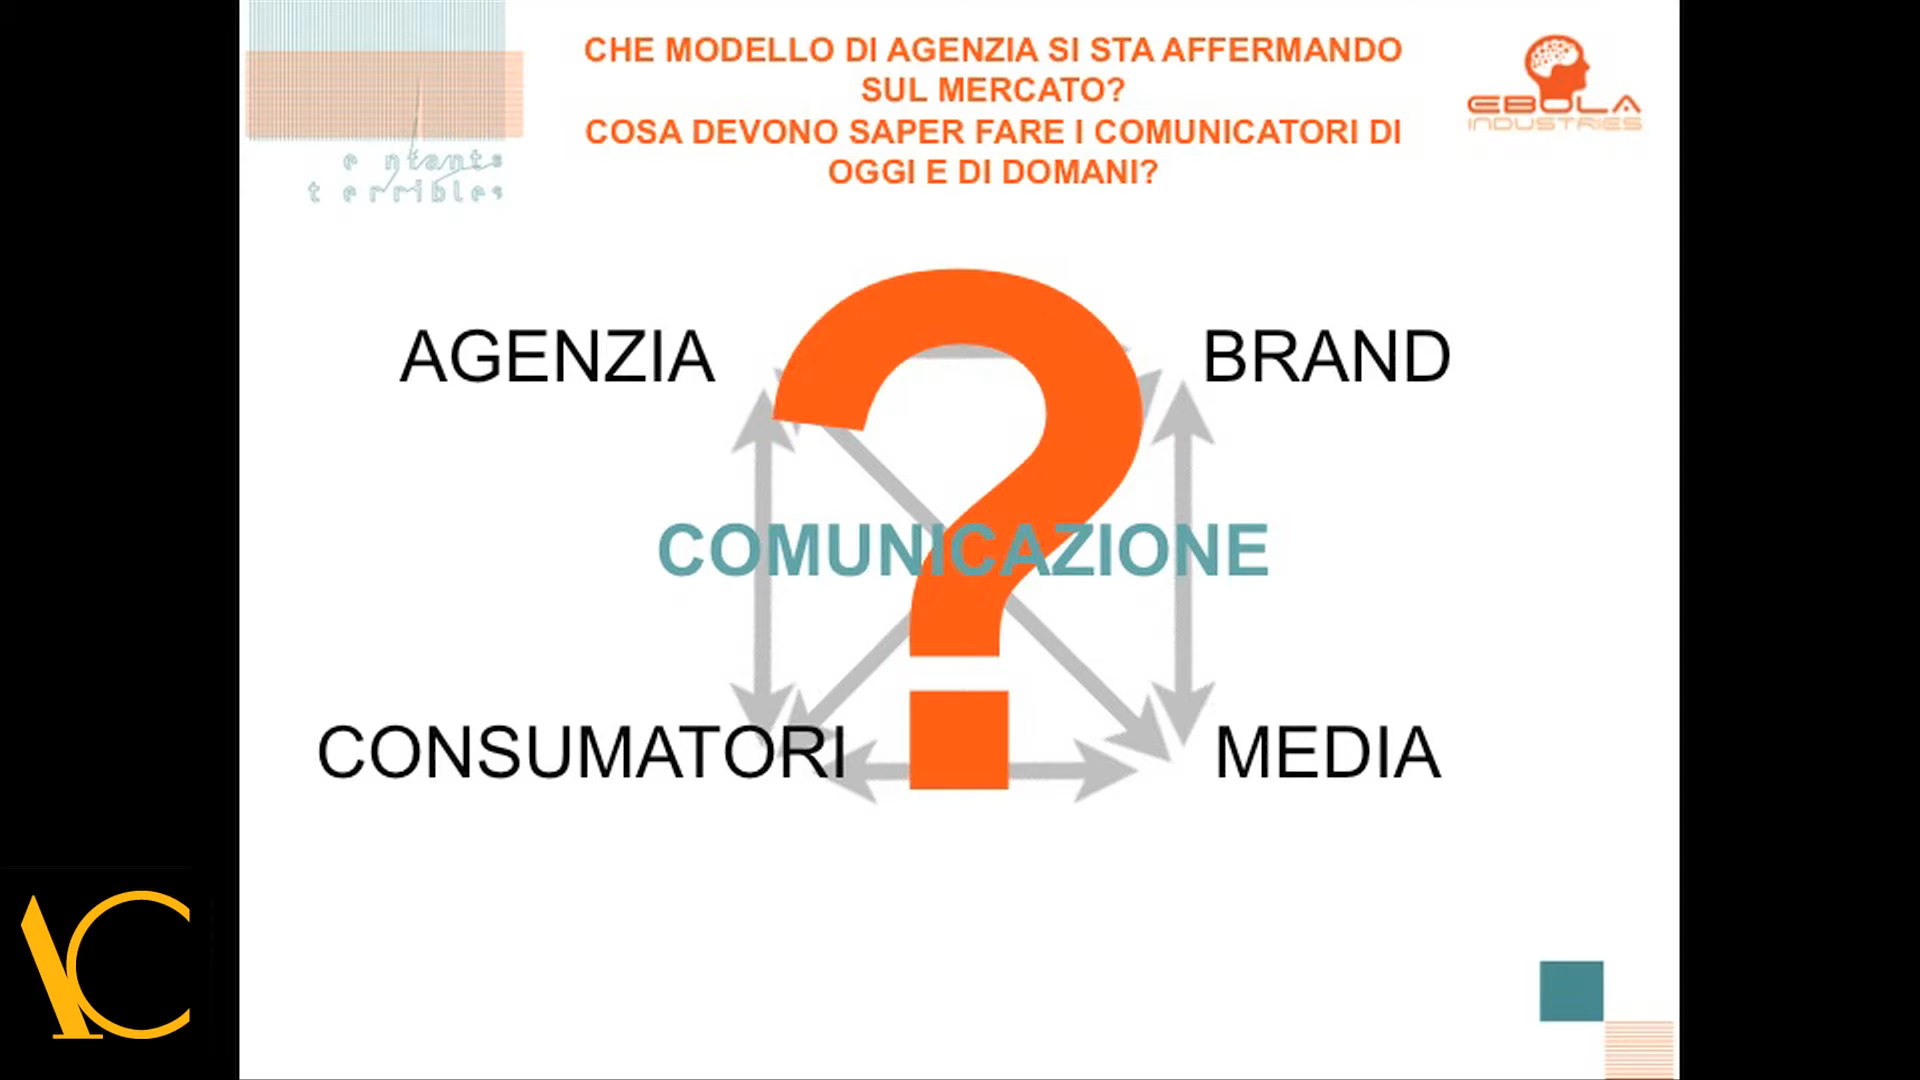 CHE MODELLO DI AGENZIA SI STA AFFERMANDO
SUL MERCATO?
COSA DEVONO SAPER FARE I COMUNICATORI DI
OGGI E DI DOMANI?
enfants
terribles
EBOLA
INDUSTRIES
AGENZIA
BRAND
?
COMUNICAZIONE
CONSUMATORI
MEDIA
AC